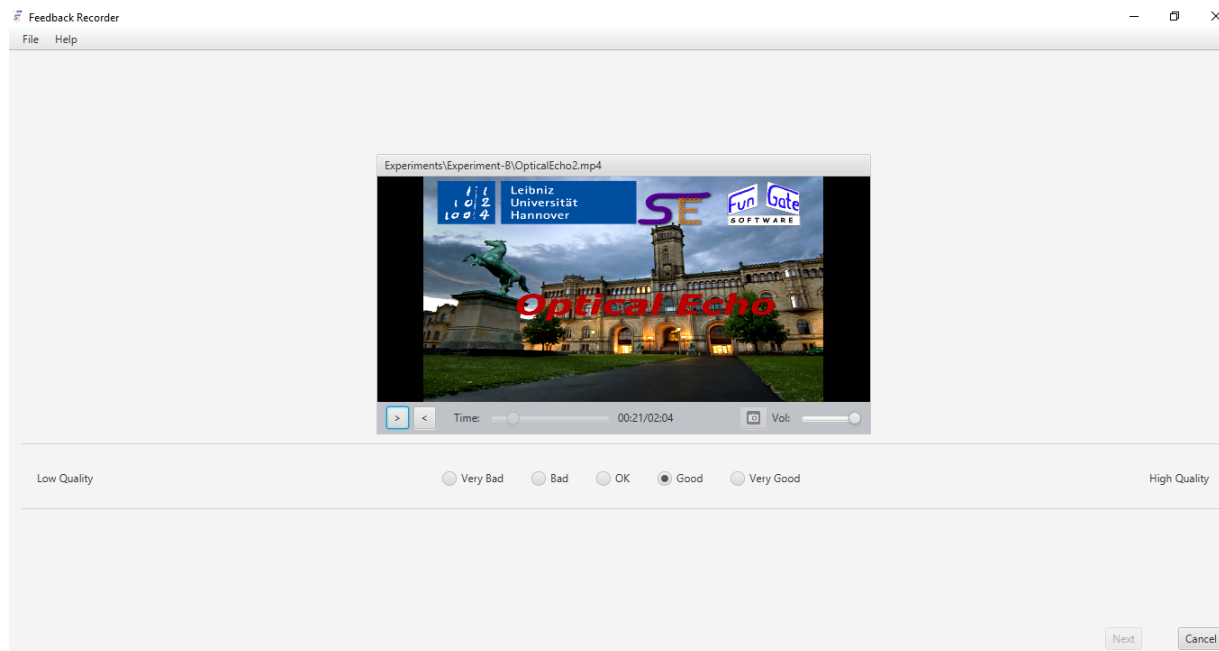 Feedback Recorder
File Help
Experiments\Experiment-B\OpticalEcho2.mp4
Leibniz
Universität
Hannover
SE
Fun Gate
SOFTWARE
Optical Echo
> < Time: 00:21/02:04 Vol:
Low Quality Very Bad Bad OK Good Very Good High Quality
Next Cancel